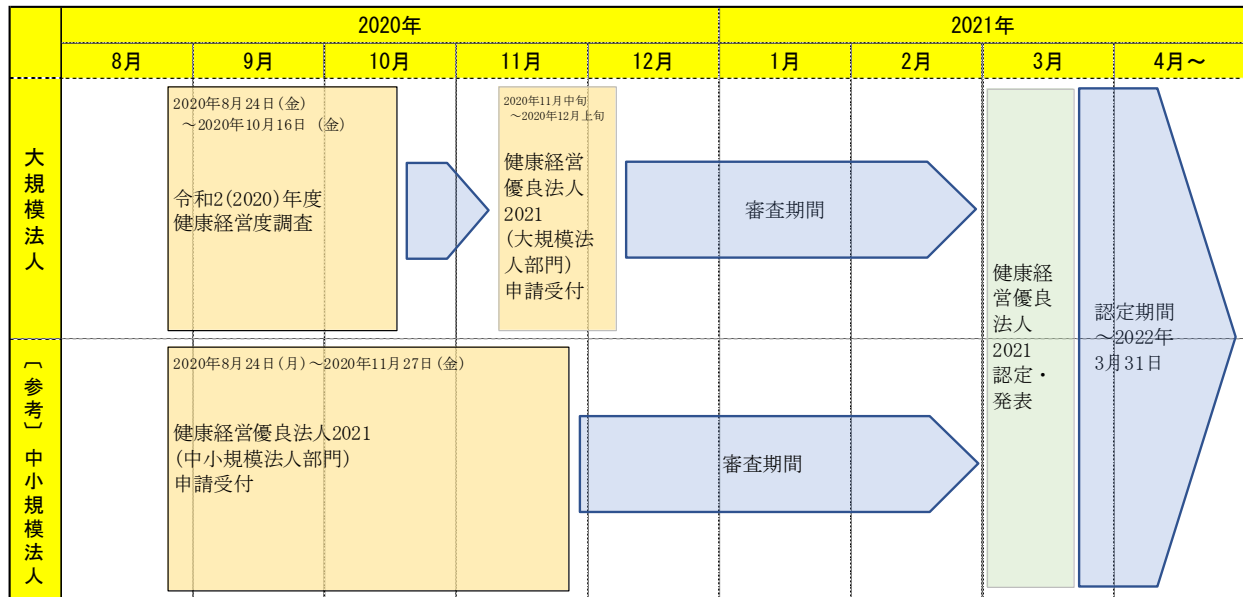 2020年
2021年
8月
9月
10月
11月
12月
1月
2月
3月
4月～
大規模法人
2020年8月24日(金)
～2020年10月16日 (金)
令和2(2020)年度
健康経営度調査
2020年11月中旬
～2020年12月上旬
健康経営
優良法人
2021
(大規模法
人部門)
申請受付
審査期間
健康経
営優良
法人
2021
認定・
発表
認定期間
～2022年
3月31日
〔参考〕中小規模法人
2020年8月24日(月)～2020年11月27日(金)
健康経営優良法人2021
(中小規模法人部門)
申請受付
審査期間